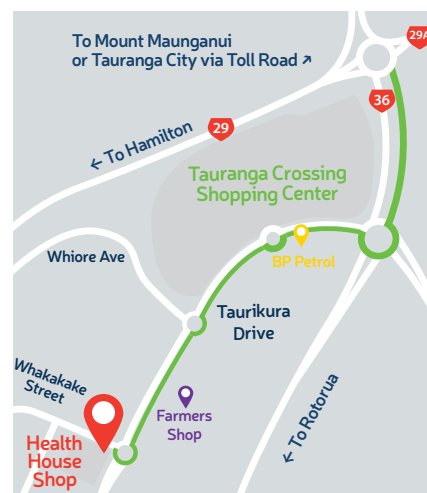 To Mount Maunganui
or Tauranga City via Toll Road ↗
29A
36
29
← To Hamilton
Tauranga Crossing
Shopping Center
Whiore Ave
BP Petrol
Taurikura
Drive
Whakakake
Street
Farmers
Shop
← To Rotorua
Health
House
Shop